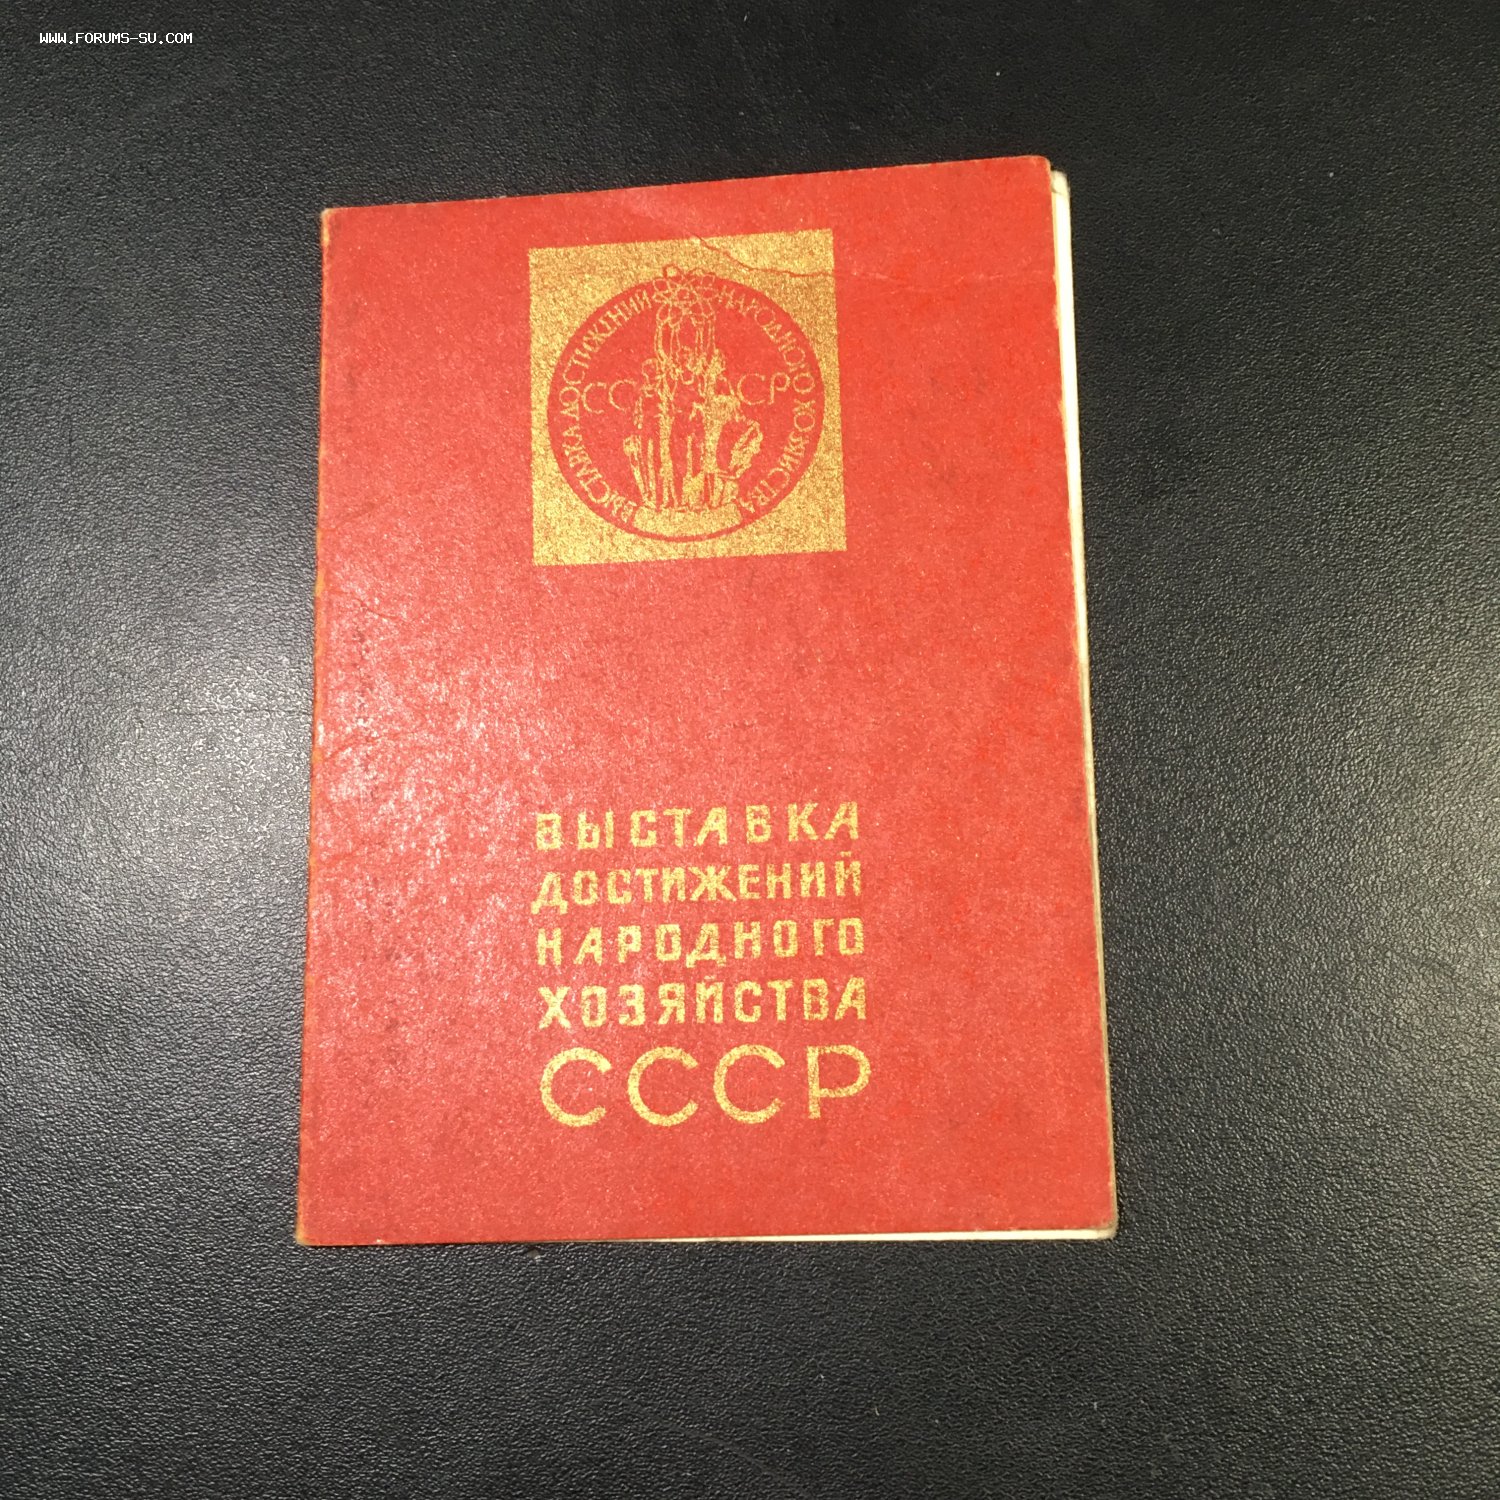 WWW.FORUMS-SU.COM
ВЫСТАВКА ДОСТИЖЕНИЙ НАРОДНОГО ХОЗЯЙСТВА
СССР
ВЫСТАВКА
ДОСТИЖЕНИЙ
НАРОДНОГО
ХОЗЯЙСТВА
СССР